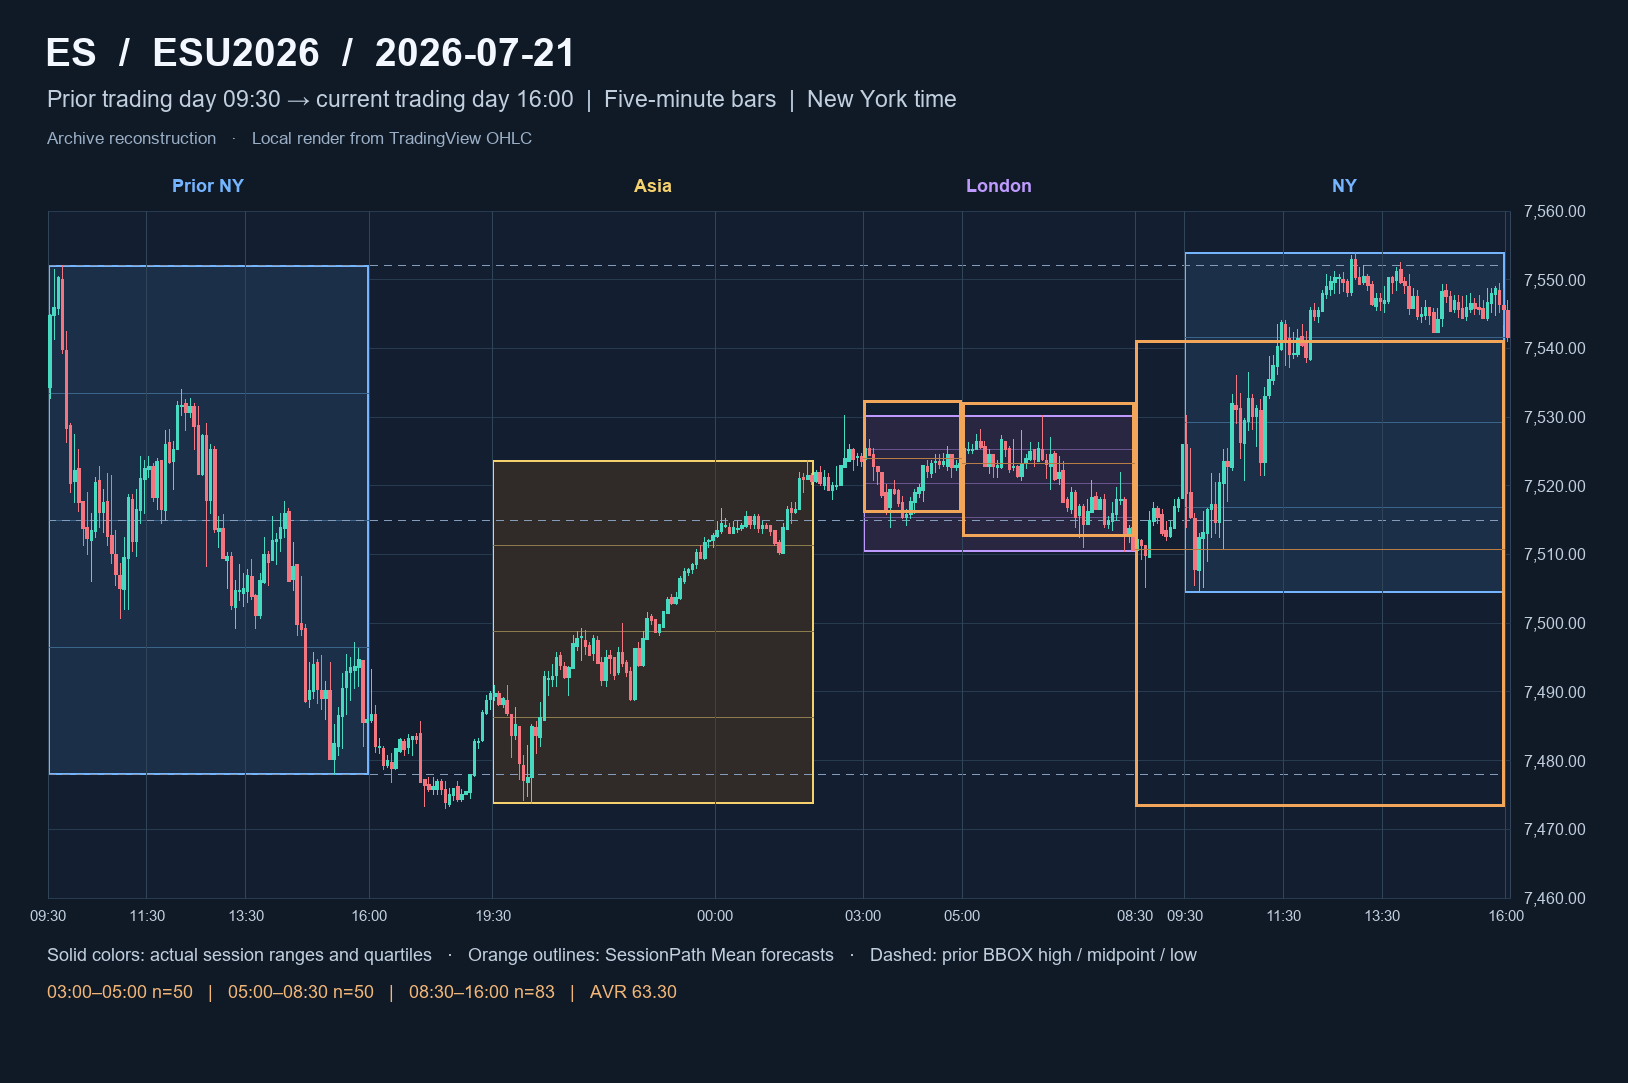 ES / ESU2026 / 2026-07-21
Prior trading day 09:30 → current trading day 16:00 | Five-minute bars | New York time
Archive reconstruction · Local render from TradingView OHLC
Prior NY Asia London NY
7,560.00
7,550.00
7,540.00
7,530.00
7,520.00
7,510.00
7,500.00
7,490.00
7,480.00
7,470.00
7,460.00
09:30 11:30 13:30 16:00 19:30 00:00 03:00 05:00 08:30 09:30 11:30 13:30 16:00
Solid colors: actual session ranges and quartiles · Orange outlines: SessionPath Mean forecasts · Dashed: prior BBOX high / midpoint / low
03:00–05:00 n=50 | 05:00–08:30 n=50 | 08:30–16:00 n=83 | AVR 63.30